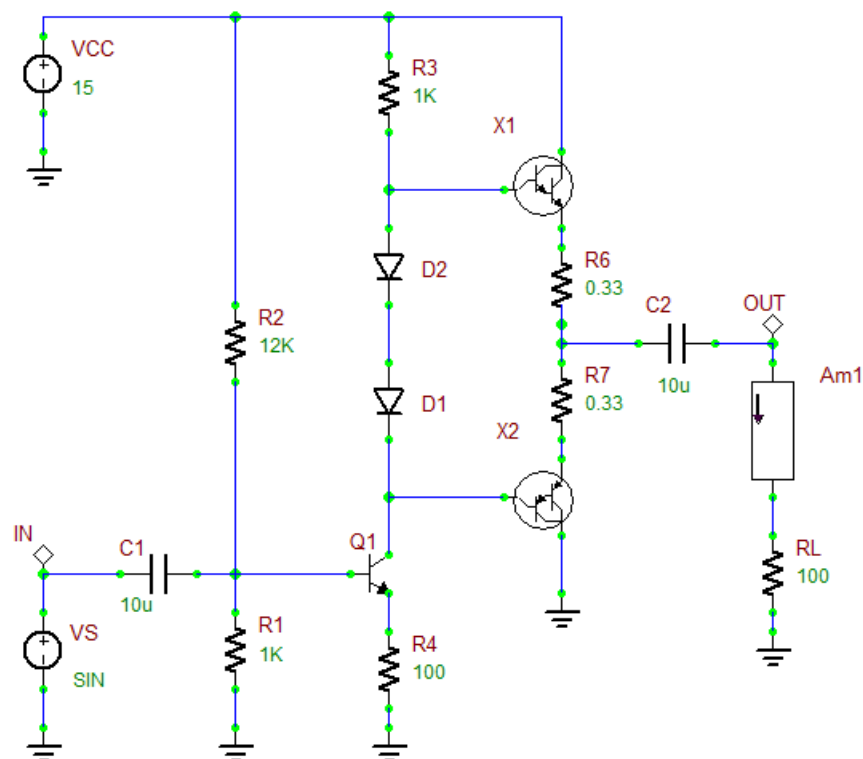 VCC
15
R3
1K
X1
D2
R6
0.33
C2
10u
OUT
R2
12K
R7
0.33
Am1
D1
X2
IN
C1
10u
Q1
RL
100
VS
SIN
R1
1K
R4
100